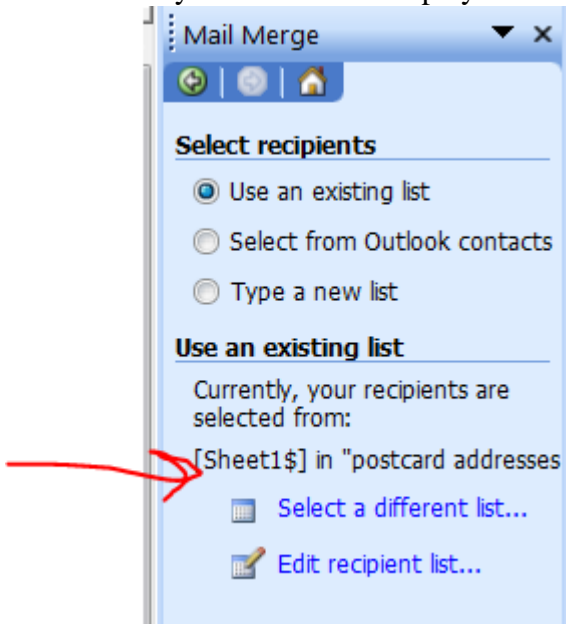 Mail Merge
Select recipients
Use an existing list
Select from Outlook contacts
Type a new list
Use an existing list
Currently, your recipients are
selected from:
[Sheet1$] in "postcard addresses
Select a different list...
Edit recipient list...